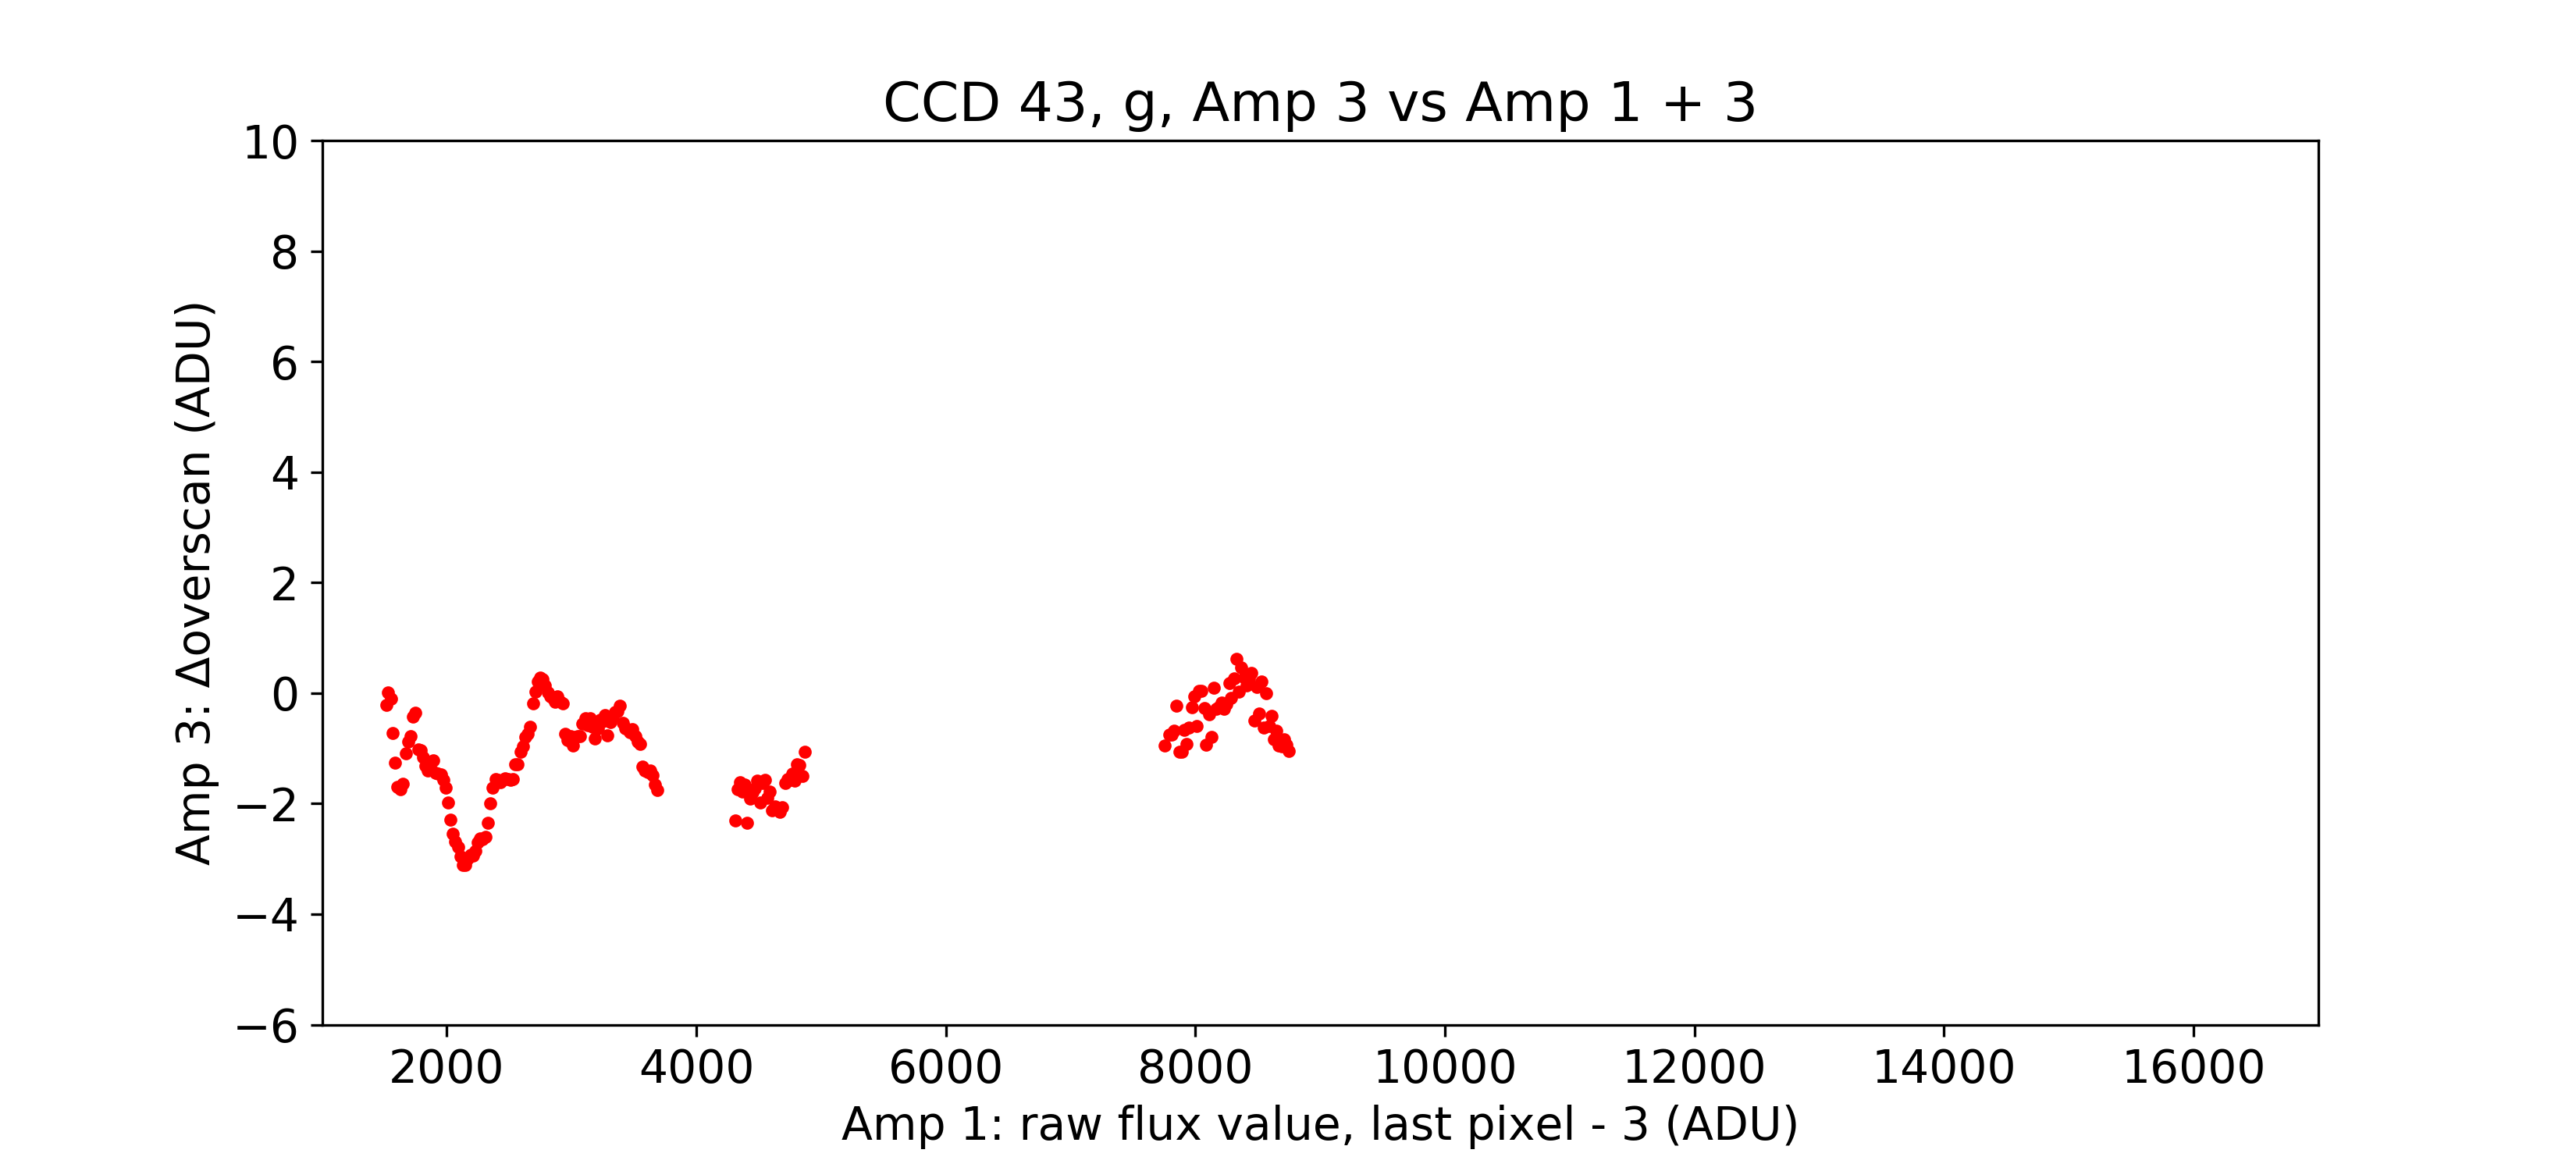 CCD 43, g, Amp 3 vs Amp 1 + 3
10
8
6
4
2
0
−2
−4
−6
Amp 3: Δoverscan (ADU)
2000 4000 6000 8000 10000 12000 14000 16000
Amp 1: raw flux value, last pixel - 3 (ADU)